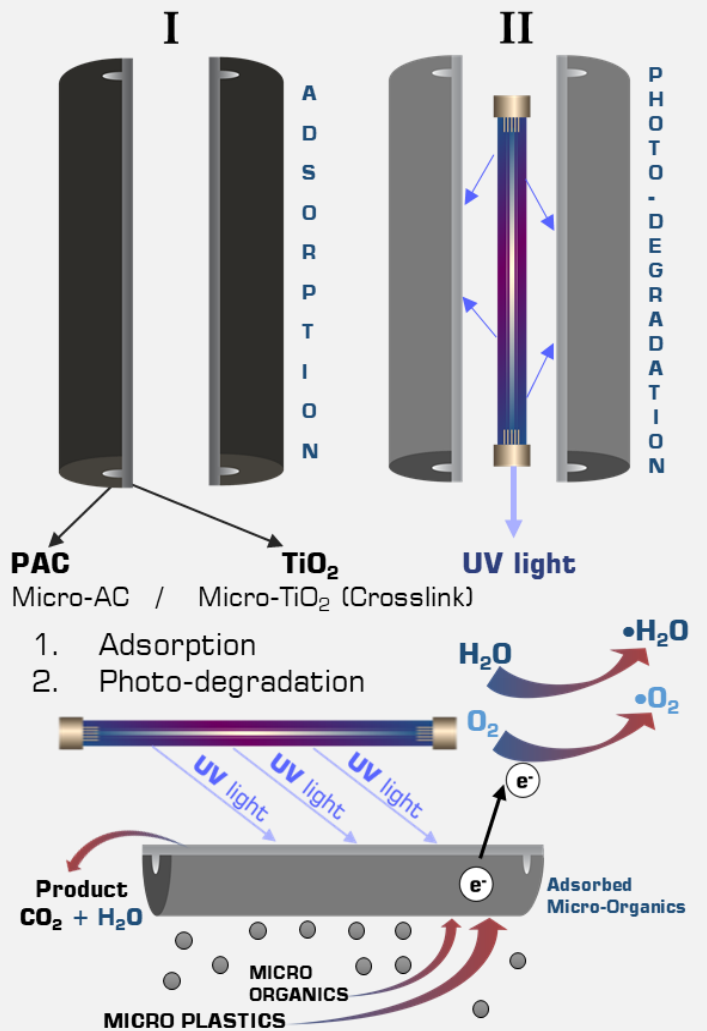 I
II
ADSORPTION
PHOTO-DEGRADATION
PAC
TiO₂
UV light
Micro-AC / Micro-TiO₂ (Crosslink)
1. Adsorption
2. Photo-degradation
H₂O
•H₂O
O₂
•O₂
UV light
UV light
UV light
e⁻
e⁻
Product
CO₂ + H₂O
Adsorbed
Micro-Organics
MICRO
ORGANICS
MICRO PLASTICS